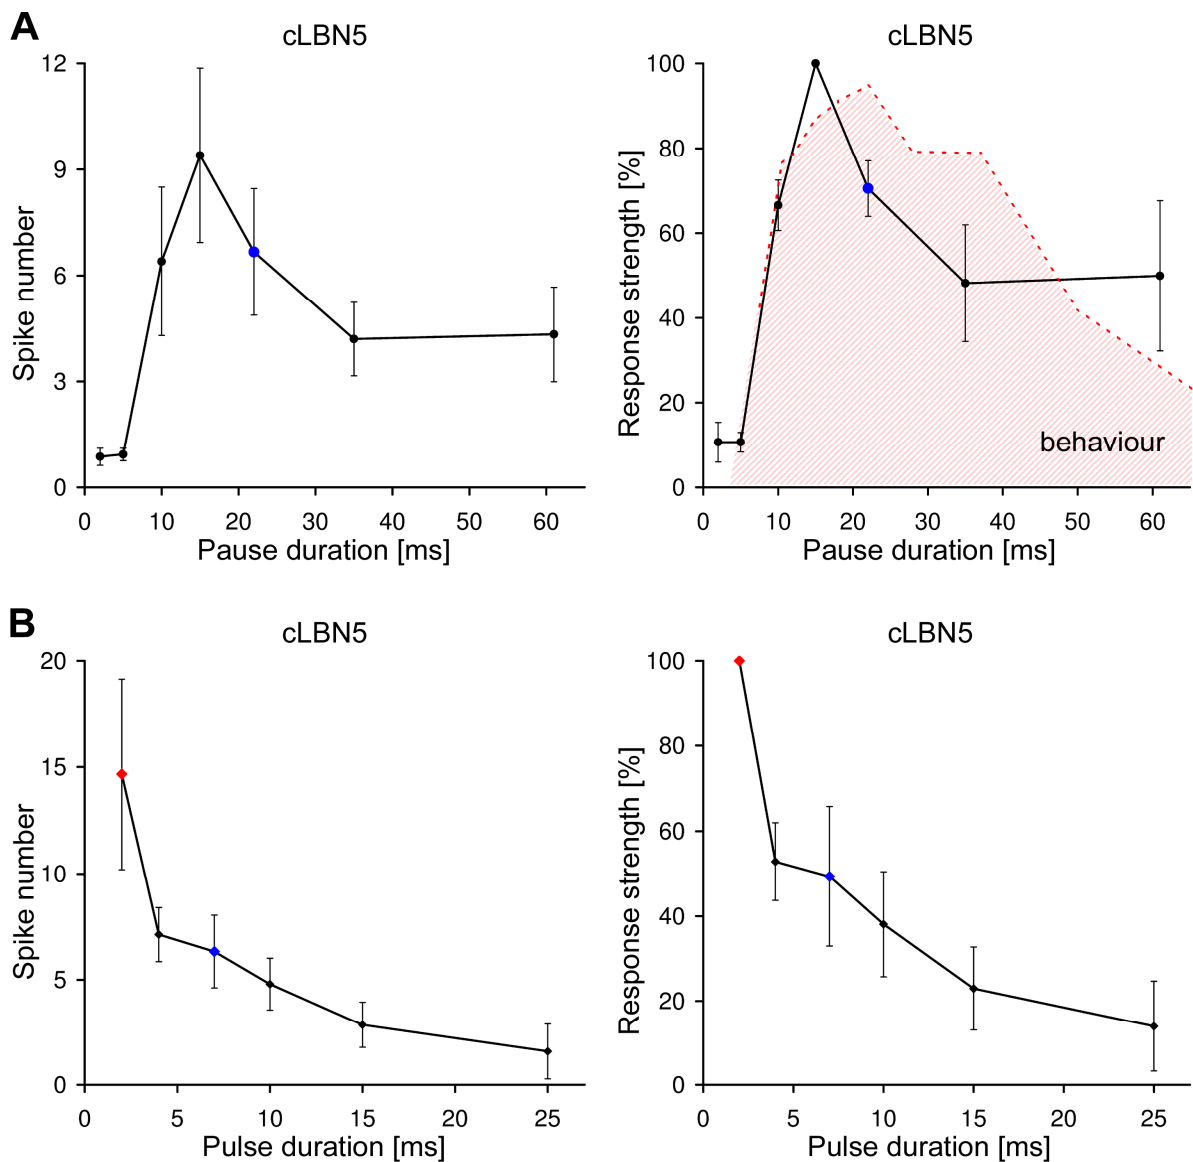 A
cLBN5
12
9
6
3
0
Spike number
0 10 20 30 40 50 60
Pause duration [ms]
cLBN5
100
80
60
40
20
0
Response strength [%]
behaviour
0 10 20 30 40 50 60
Pause duration [ms]
B
cLBN5
20
15
10
5
0
Spike number
0 5 10 15 20 25
Pulse duration [ms]
cLBN5
100
80
60
40
20
0
Response strength [%]
0 5 10 15 20 25
Pulse duration [ms]